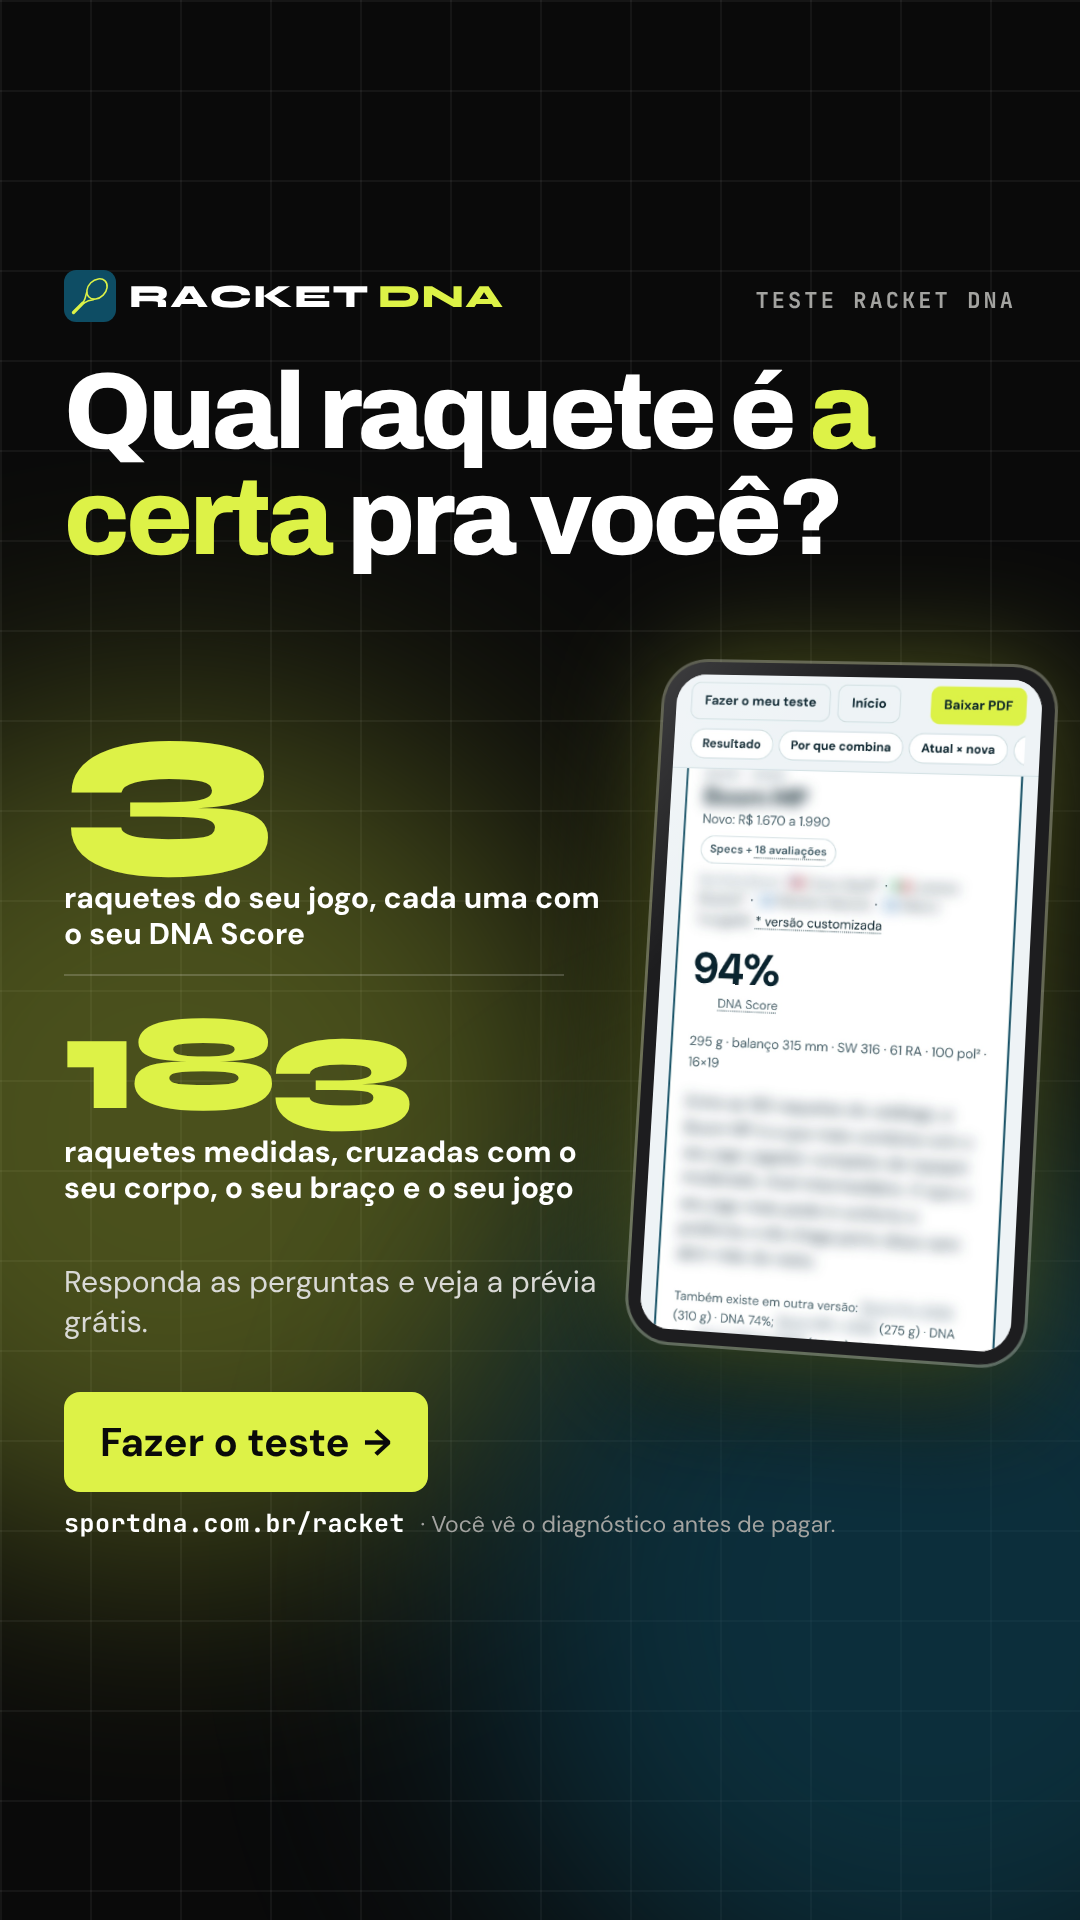 RACKET DNA
TESTE RACKET DNA
Qual raquete é a
certa pra você?
3
raquetes do seu jogo, cada uma com
o seu DNA Score
183
raquetes medidas, cruzadas com o
seu corpo, o seu braço e o seu jogo
Responda as perguntas e veja a prévia
grátis.
Fazer o teste →
sportdna.com.br/racket · Você vê o diagnóstico antes de pagar.
Fazer o meu teste
Início
Baixar PDF
Resultado
Por que combina
Atual × nova
Novo: R$ 1.670 a 1.990
Specs + 18 avaliações
* versão customizada
94%
DNA Score
295 g · balanço 315 mm · SW 316 · 61 RA · 100 pol² ·
16×19
Também existe em outra versão:
(310 g) · DNA 74%; (275 g) · DNA